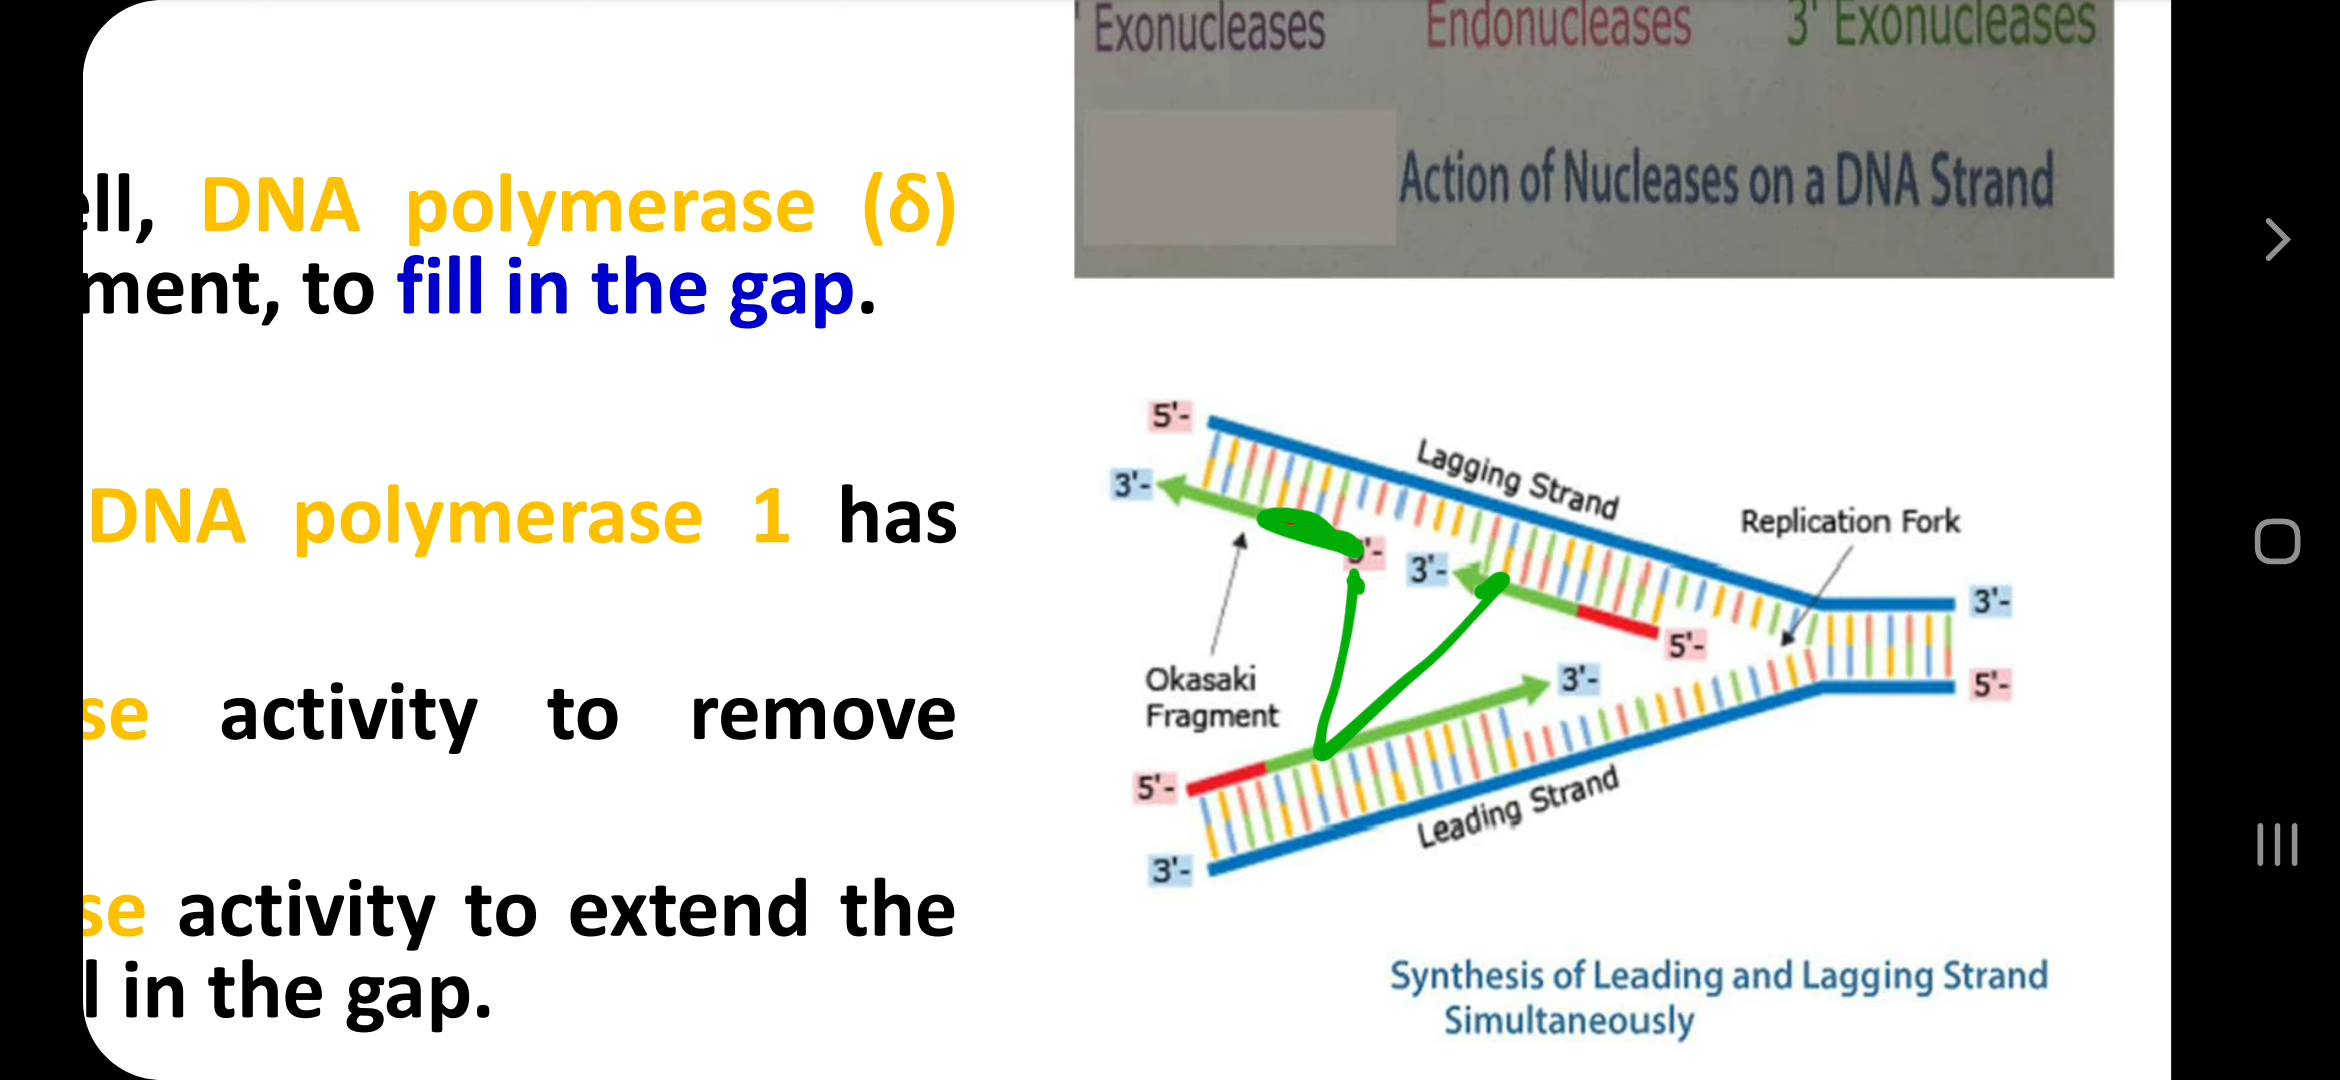 ll, DNA polymerase (δ)
ment, to fill in the gap.
DNA polymerase 1 has
se activity to remove
se activity to extend the
l in the gap.
' Exonucleases Endonucleases 3' Exonucleases
Action of Nucleases on a DNA Strand
5'-
3'-
Lagging Strand
Replication Fork
'-
3'-
3'-
5'-
5'-
Okasaki
Fragment
3'-
5'-
Leading Strand
3'-
Synthesis of Leading and Lagging Strand
Simultaneously